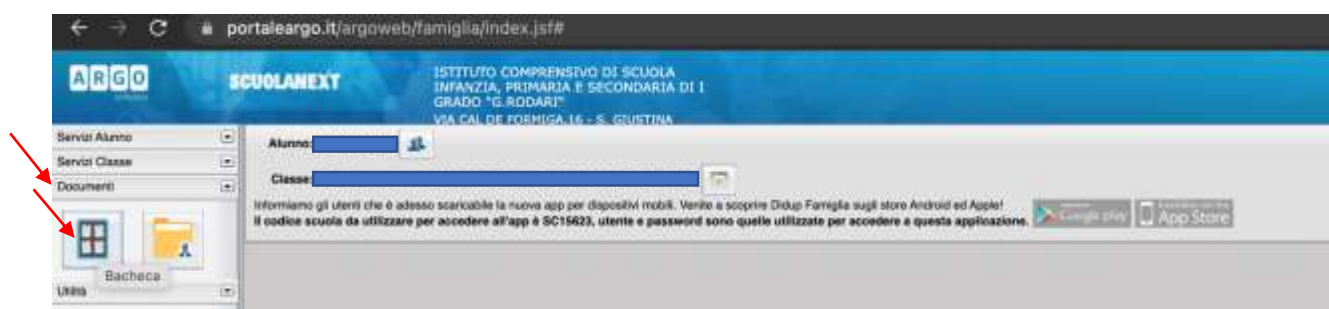 portaleargo.it/argoweb/famiglia/index.jsf#
ARGO
SCUOLANEXT
ISTITUTO COMPRENSIVO DI SCUOLA
INFANZIA, PRIMARIA E SECONDARIA DI I
GRADO "G.RODARI"
VIA CAL DE FORMIGA,16 - S. GIUSTINA
Servizi Alunno
Servizi Classe
Documenti
Bacheca
Utilità
Alunno:
Classe:
Informiamo gli utenti che è adesso scaricabile la nuova app per dispositivi mobili. Venite a scoprire Didup Famiglia sugli store Android ed Apple!
Il codice scuola da utilizzare per accedere all'app è SC15623, utente e password sono quelle utilizzate per accedere a questa applicazione.
Google play
App Store